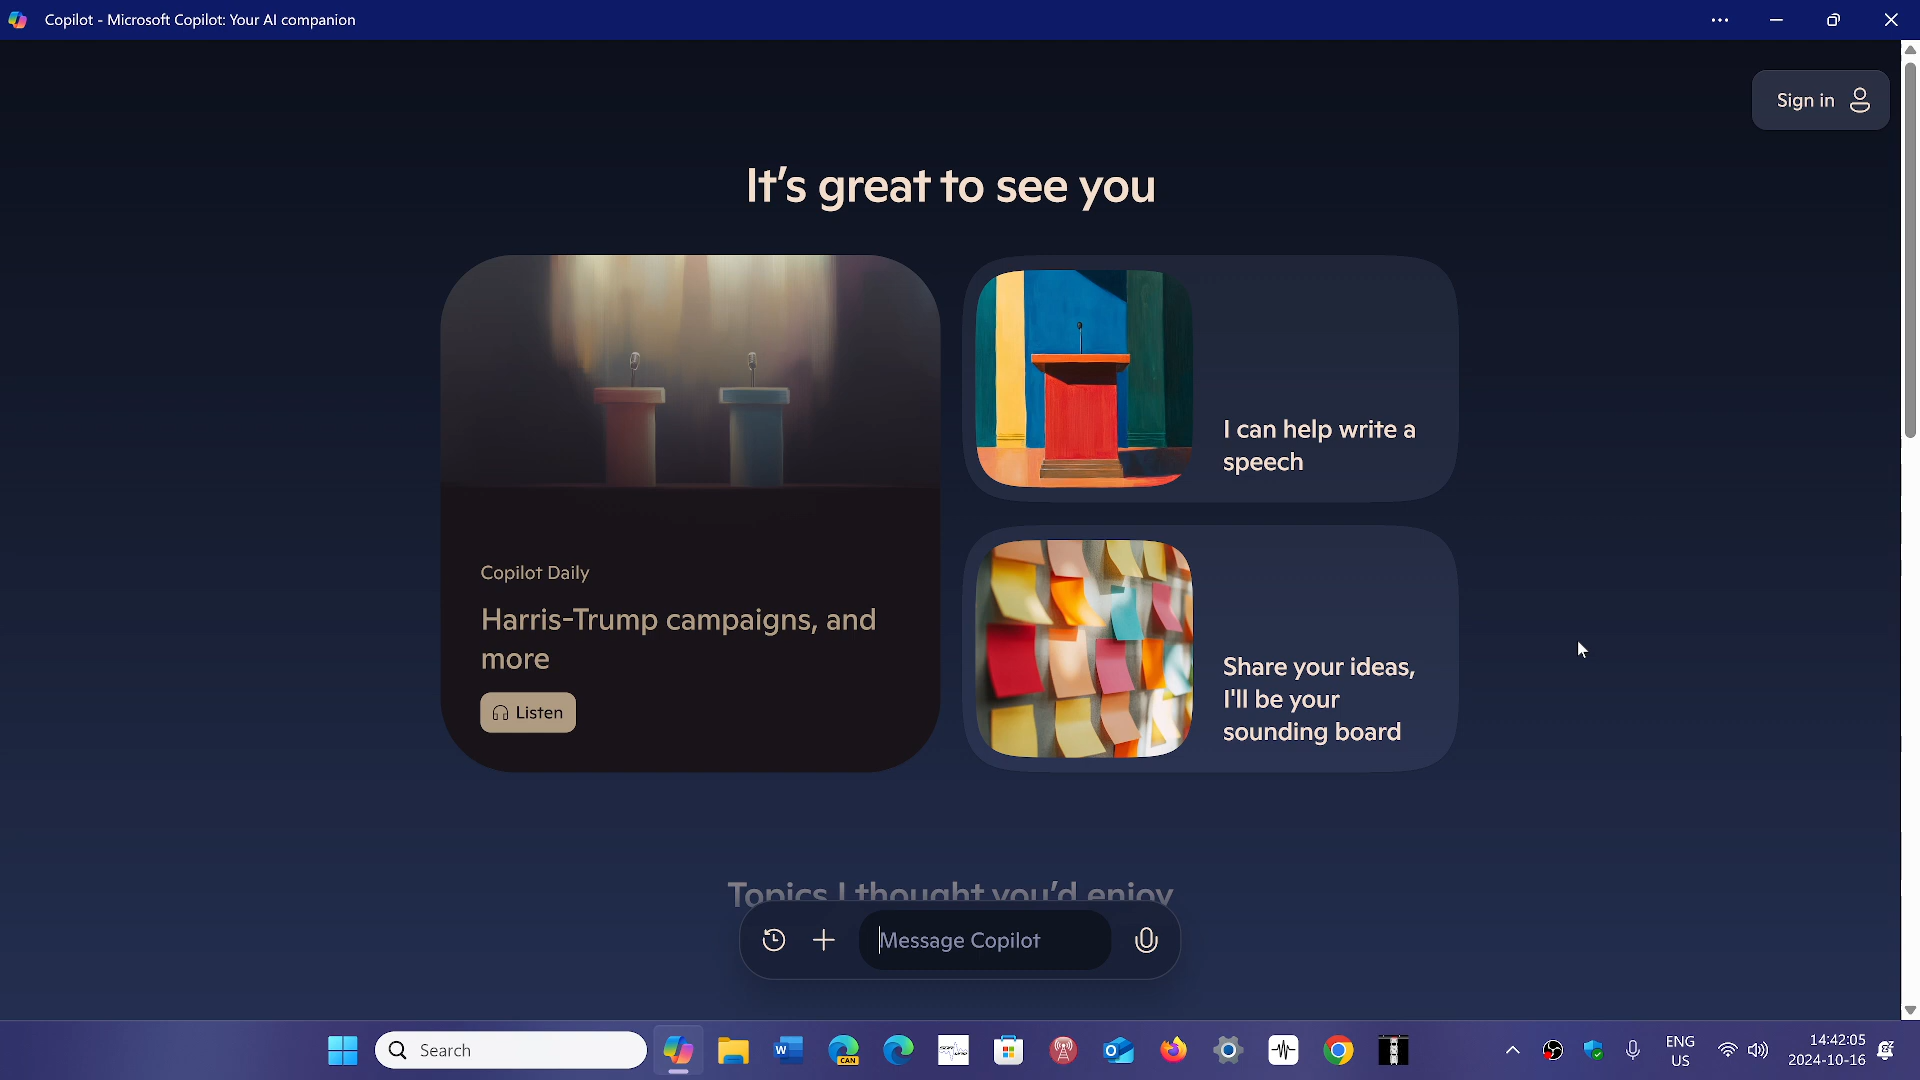 Copilot - Microsoft Copilot: Your AI companion
Sign in
It's great to see you
I can help write a
speech
Copilot Daily
Harris-Trump campaigns, and
more
Listen
Share your ideas,
I'll be your
sounding board
Topics I thought you'd enjoy
Message Copilot
Search
W
CAN
ENG
US
14:42:05
2024-10-16